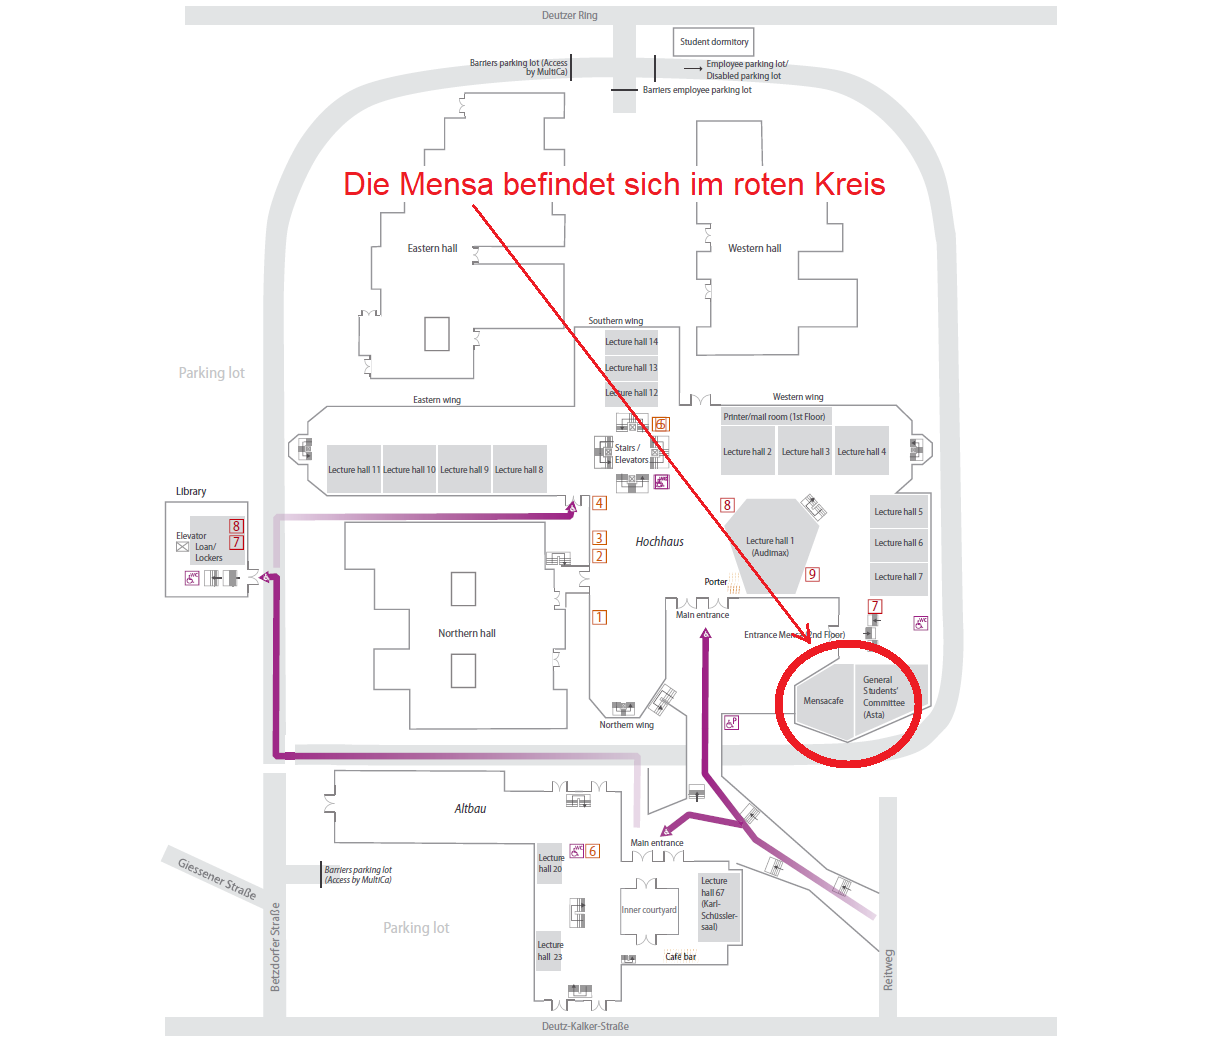 Deutzer Ring
Student dormitory
Barriers parking lot (Access
by MultiCa)
Employee parking lot/
Disabled parking lot
Barriers employee parking lot
Die Mensa befindet sich im roten Kreis
Eastern hall
Western hall
Southern wing
Lecture hall 14
Lecture hall 13
Lecture hall 12
Parking lot
Eastern wing
Western wing
Printer/mail room (1st Floor)
6
Stairs /
Elevators
Lecture hall 2
Lecture hall 3
Lecture hall 4
Lecture hall 11
Lecture hall 10
Lecture hall 9
Lecture hall 8
WC
Library
4
8
Lecture hall 5
8
Elevator
Loan/
Lockers
7
3
2
Hochhaus
Lecture hall 1
(Audimax)
Lecture hall 6
WC
Porter
9
Lecture hall 7
1
Main entrance
7
WC
Northern hall
Entrance Mensa (2nd Floor)
General
Students'
Committee
(Asta)
Mensacafe
Northern wing
P
Altbau
Main entrance
Giessener Straße
Barriers parking lot
(Access by MultiCa)
Lecture
hall 20
WC
6
Lecture
hall 67
(Karl-
Schüssler-
saal)
Inner courtyard
Parking lot
Betzdorfer Straße
Lecture
hall 23
Café bar
Reitweg
Deutz-Kalker-Straße